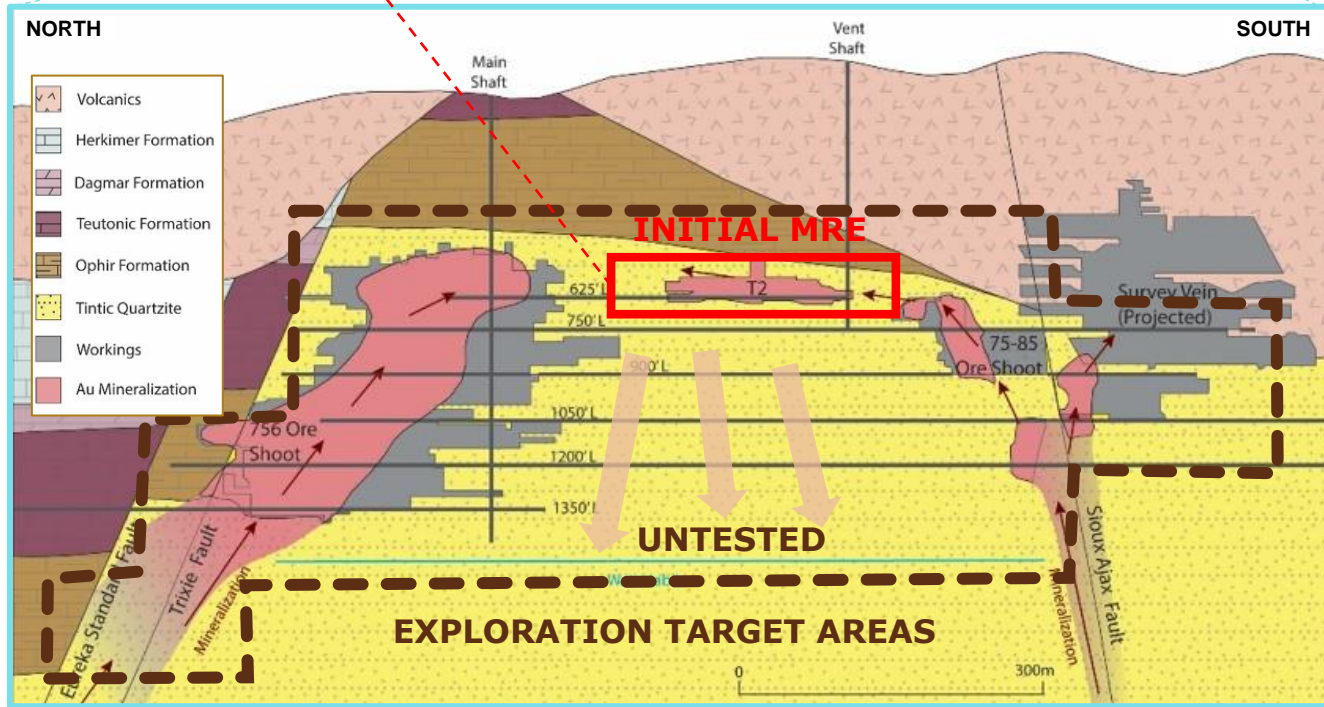 NORTH
SOUTH
Vent
Shaft
Main
Shaft
Volcanics
Herkimer Formation
Dagmar Formation
Teutonic Formation
Ophir Formation
Tintic Quartzite
Workings
Au Mineralization
INITIAL MRE
T2
625' L
750' L
900' L
1050' L
1200' L
1350' L
Survey Vein
(Projected)
75-85
Ore Shoot
756 Ore
Shoot
UNTESTED
EXPLORATION TARGET AREAS
Eureka Standard Fault
Trixie Fault
Mineralization
Mineralization
Sioux Ajax Fault
0
300m